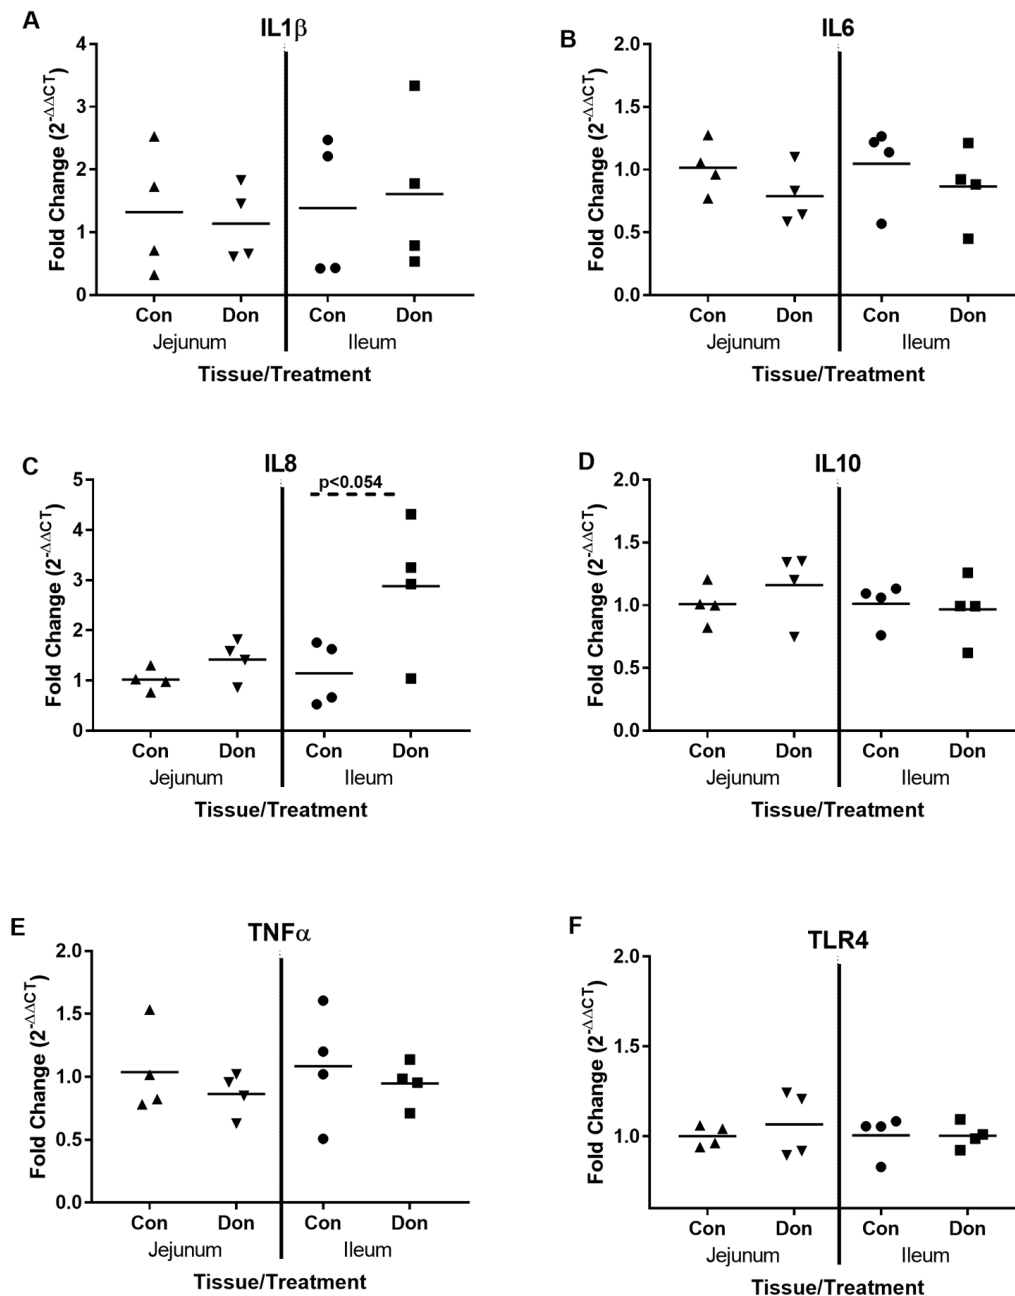 A
IL1β
Fold Change (2^-ΔΔCT)
4
3
2
1
0
Con Don Con Don
Jejunum Ileum
Tissue/Treatment
B
IL6
Fold Change (2^-ΔΔCT)
2.0
1.5
1.0
0.5
0.0
Con Don Con Don
Jejunum Ileum
Tissue/Treatment
C
IL8
Fold Change (2^-ΔΔCT)
5
4
3
2
1
0
p<0.054
Con Don Con Don
Jejunum Ileum
Tissue/Treatment
D
IL10
Fold Change (2^-ΔΔCT)
2.0
1.5
1.0
0.5
0.0
Con Don Con Don
Jejunum Ileum
Tissue/Treatment
E
TNFα
Fold Change (2^-ΔΔCT)
2.0
1.5
1.0
0.5
0.0
Con Don Con Don
Jejunum Ileum
Tissue/Treatment
F
TLR4
Fold Change (2^-ΔΔCT)
2.0
1.5
1.0
Con Don Con Don
Jejunum Ileum
Tissue/Treatment